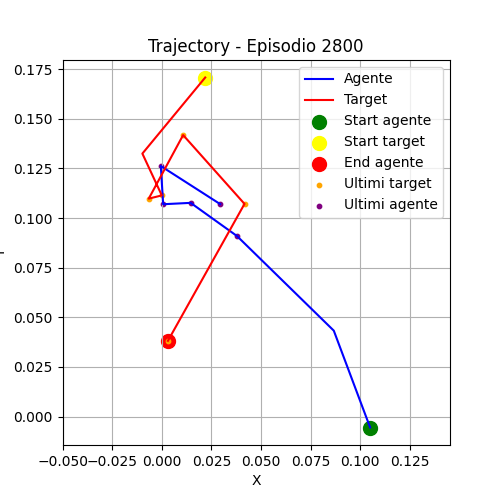 Trajectory - Episodio 2800
Agente
Target
Start agente
Start target
End agente
Ultimi target
Ultimi agente
0.175
0.150
0.125
0.100
0.075
0.050
0.025
0.000
−0.050 −0.025 0.000 0.025 0.050 0.075 0.100 0.125
X